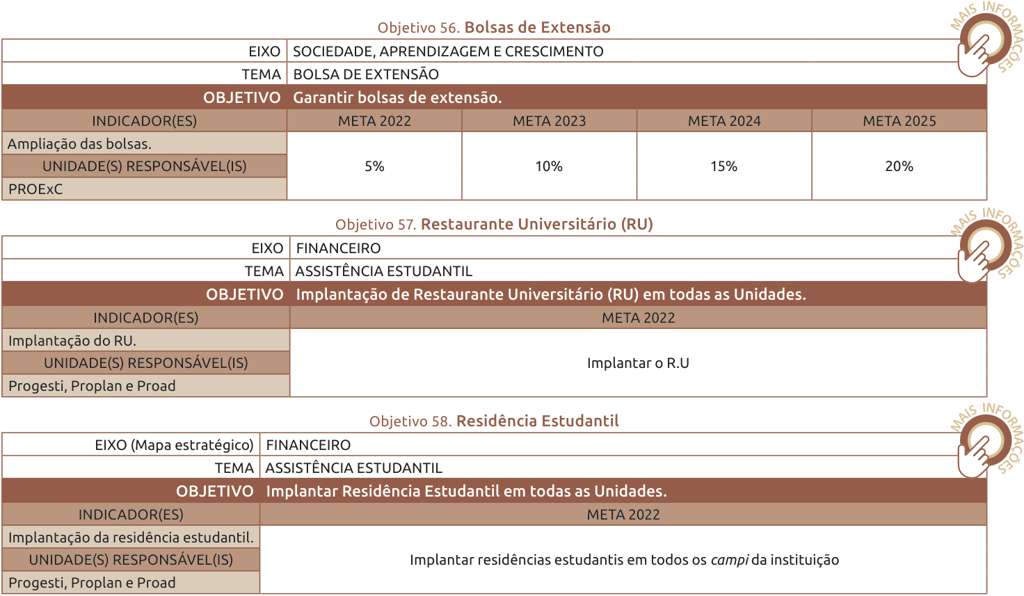 Objetivo 56. Bolsas de Extensão
MAIS INFORMAÇÕES
EIXO SOCIEDADE, APRENDIZAGEM E CRESCIMENTO
TEMA BOLSA DE EXTENSÃO
OBJETIVO Garantir bolsas de extensão.
INDICADOR(ES) META 2022 META 2023 META 2024 META 2025
Ampliação das bolsas.
UNIDADE(S) RESPONSÁVEL(IS) 5% 10% 15% 20%
PROExC
Objetivo 57. Restaurante Universitário (RU)
MAIS INFORMAÇÕES
EIXO FINANCEIRO
TEMA ASSISTÊNCIA ESTUDANTIL
OBJETIVO Implantação de Restaurante Universitário (RU) em todas as Unidades.
INDICADOR(ES) META 2022
Implantação do RU.
UNIDADE(S) RESPONSÁVEL(IS) Implantar o R.U
Progesti, Proplan e Proad
Objetivo 58. Residência Estudantil
MAIS INFORMAÇÕES
EIXO (Mapa estratégico) FINANCEIRO
TEMA ASSISTÊNCIA ESTUDANTIL
OBJETIVO Implantar Residência Estudantil em todas as Unidades.
INDICADOR(ES) META 2022
Implantação da residência estudantil.
UNIDADE(S) RESPONSÁVEL(IS) Implantar residências estudantis em todos os campi da instituição
Progesti, Proplan e Proad